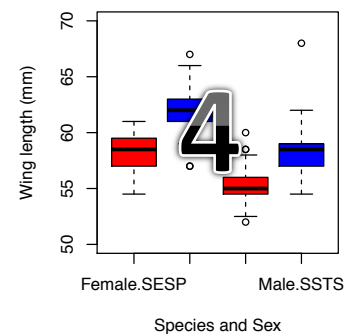 70
65
60
55
50
Wing length (mm)
4
Female.SESP Male.SSTS
Species and Sex